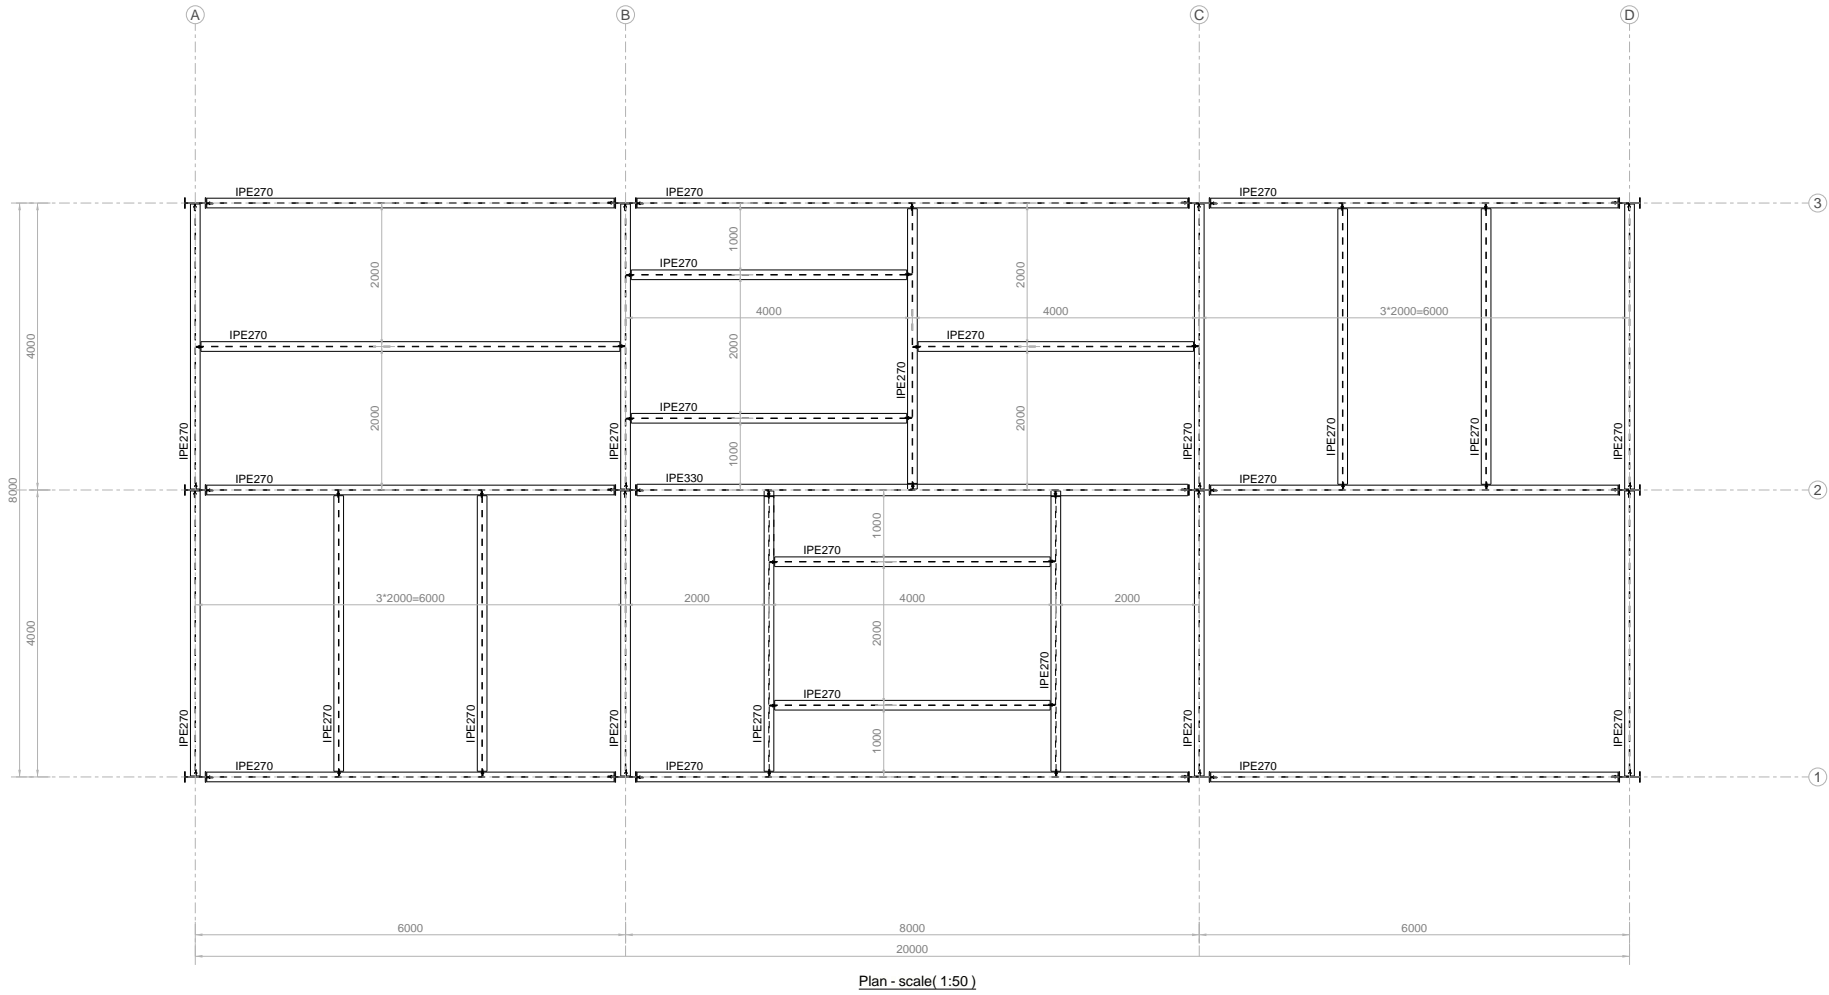 A B C D
IPE270 IPE270 IPE270
3
1000
2000 IPE270 2000
4000 4000 3*2000=6000
4000 IPE270 2000 IPE270
IPE270
2000 IPE270 2000
IPE270 IPE270 1000 IPE270 IPE270 IPE270 IPE270
IPE270 IPE330 IPE270
8000 2
1000
IPE270
3*2000=6000 2000 4000 2000
4000 2000
IPE270
IPE270
IPE270 IPE270 IPE270 IPE270 IPE270 1000 IPE270 IPE270
IPE270 IPE270 IPE270
1
6000 8000 6000
20000
Plan - scale( 1:50 )